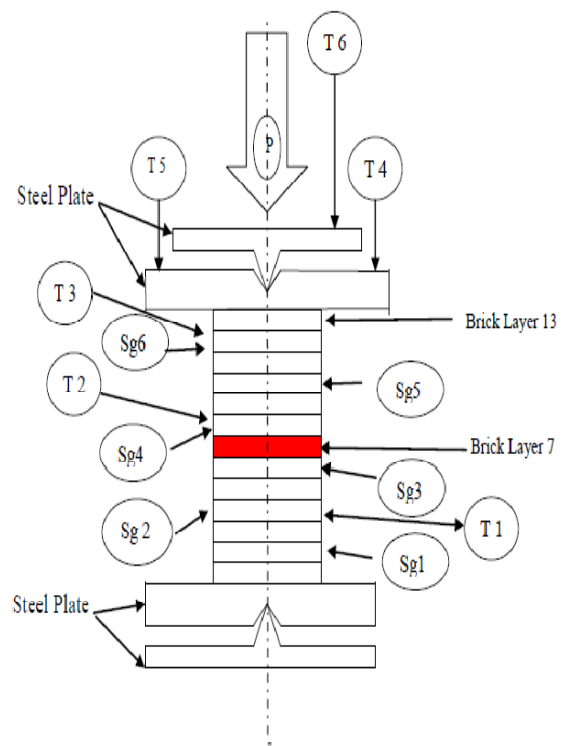 T 6
P
T 5
T 4
Steel Plate
T 3
Brick Layer 13
Sg6
T 2
Sg5
Sg4
Brick Layer 7
Sg3
Sg 2
T 1
Sg1
Steel Plate